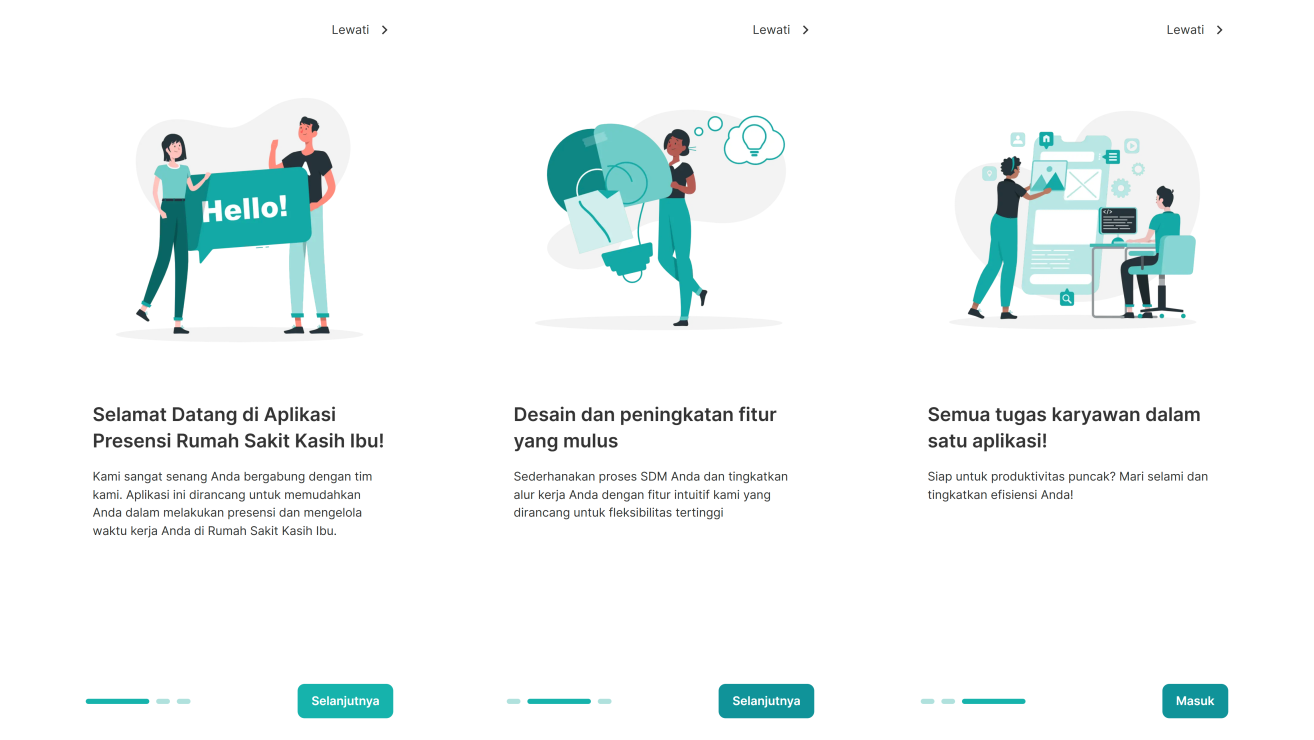 Lewati
Hello!
Selamat Datang di Aplikasi
Presensi Rumah Sakit Kasih Ibu!
Kami sangat senang Anda bergabung dengan tim
kami. Aplikasi ini dirancang untuk memudahkan
Anda dalam melakukan presensi dan mengelola
waktu kerja Anda di Rumah Sakit Kasih Ibu.
Selanjutnya
Lewati
Desain dan peningkatan fitur
yang mulus
Sederhanakan proses SDM Anda dan tingkatkan
alur kerja Anda dengan fitur intuitif kami yang
dirancang untuk fleksibilitas tertinggi
Selanjutnya
Lewati
</>
Semua tugas karyawan dalam
satu aplikasi!
Siap untuk produktivitas puncak? Mari selami dan
tingkatkan efisiensi Anda!
Masuk